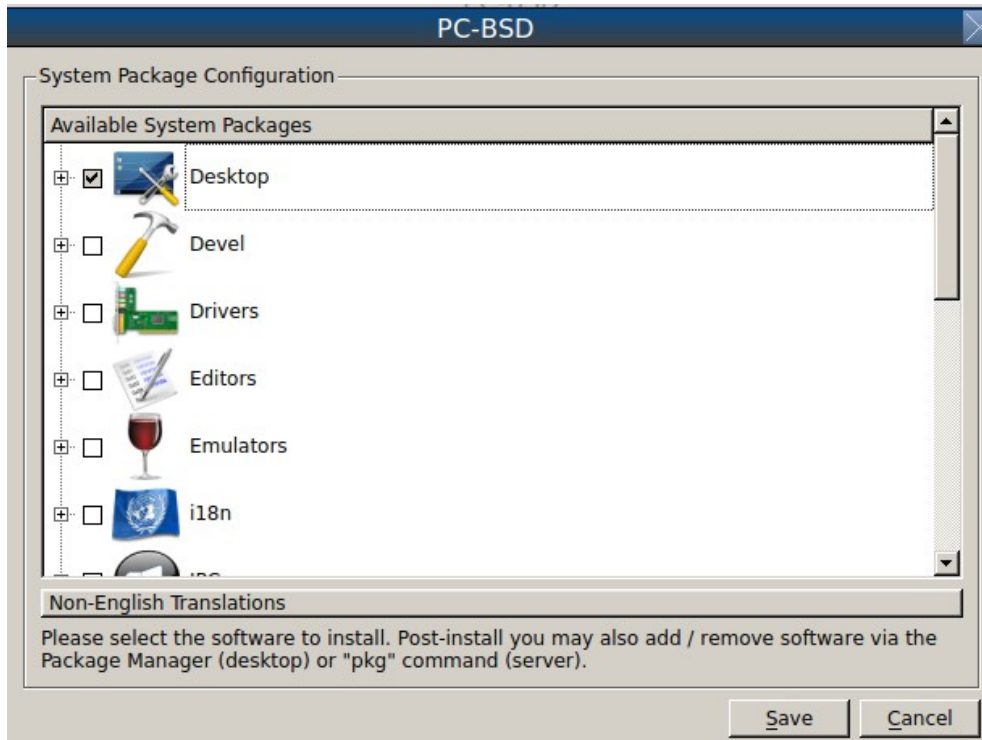 PC-BSD
System Package Configuration
Available System Packages
Desktop
Devel
Drivers
Editors
Emulators
i18n
Non-English Translations
Please select the software to install. Post-install you may also add / remove software via the
Package Manager (desktop) or "pkg" command (server).
Save
Cancel